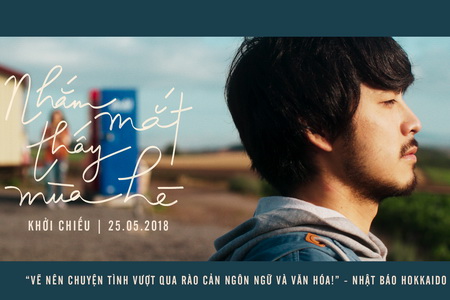 Nhắm mắt
thấy
mùa hè
KHỞI CHIẾU | 25.05.2018
“VẼ NÊN CHUYỆN TÌNH VƯỢT QUA RÀO CẢN NGÔN NGỮ VÀ VĂN HÓA!” - NHẬT BÁO HOKKAIDO